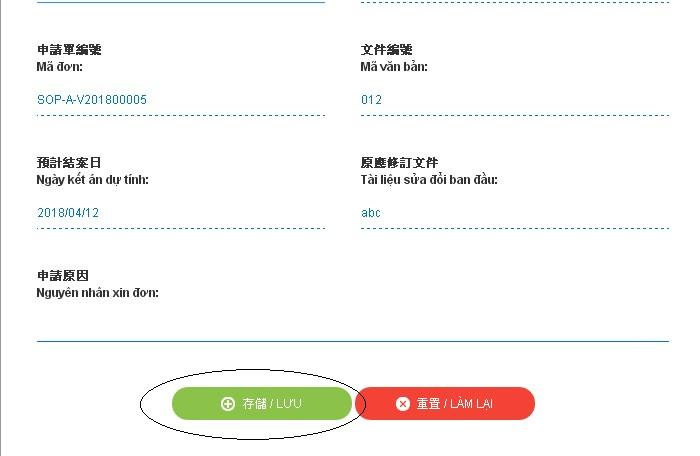 申請單編號
Mã đơn:
SOP-A-V201800005
文件編號
Mã văn bản:
012
預計結案日
Ngày kết án dự tính:
2018/04/12
原應修訂文件
Tài liệu sửa đổi ban đầu:
abc
申請原因
Nguyên nhân xin đơn:
存儲 / LƯU
重置 / LÀM LẠI